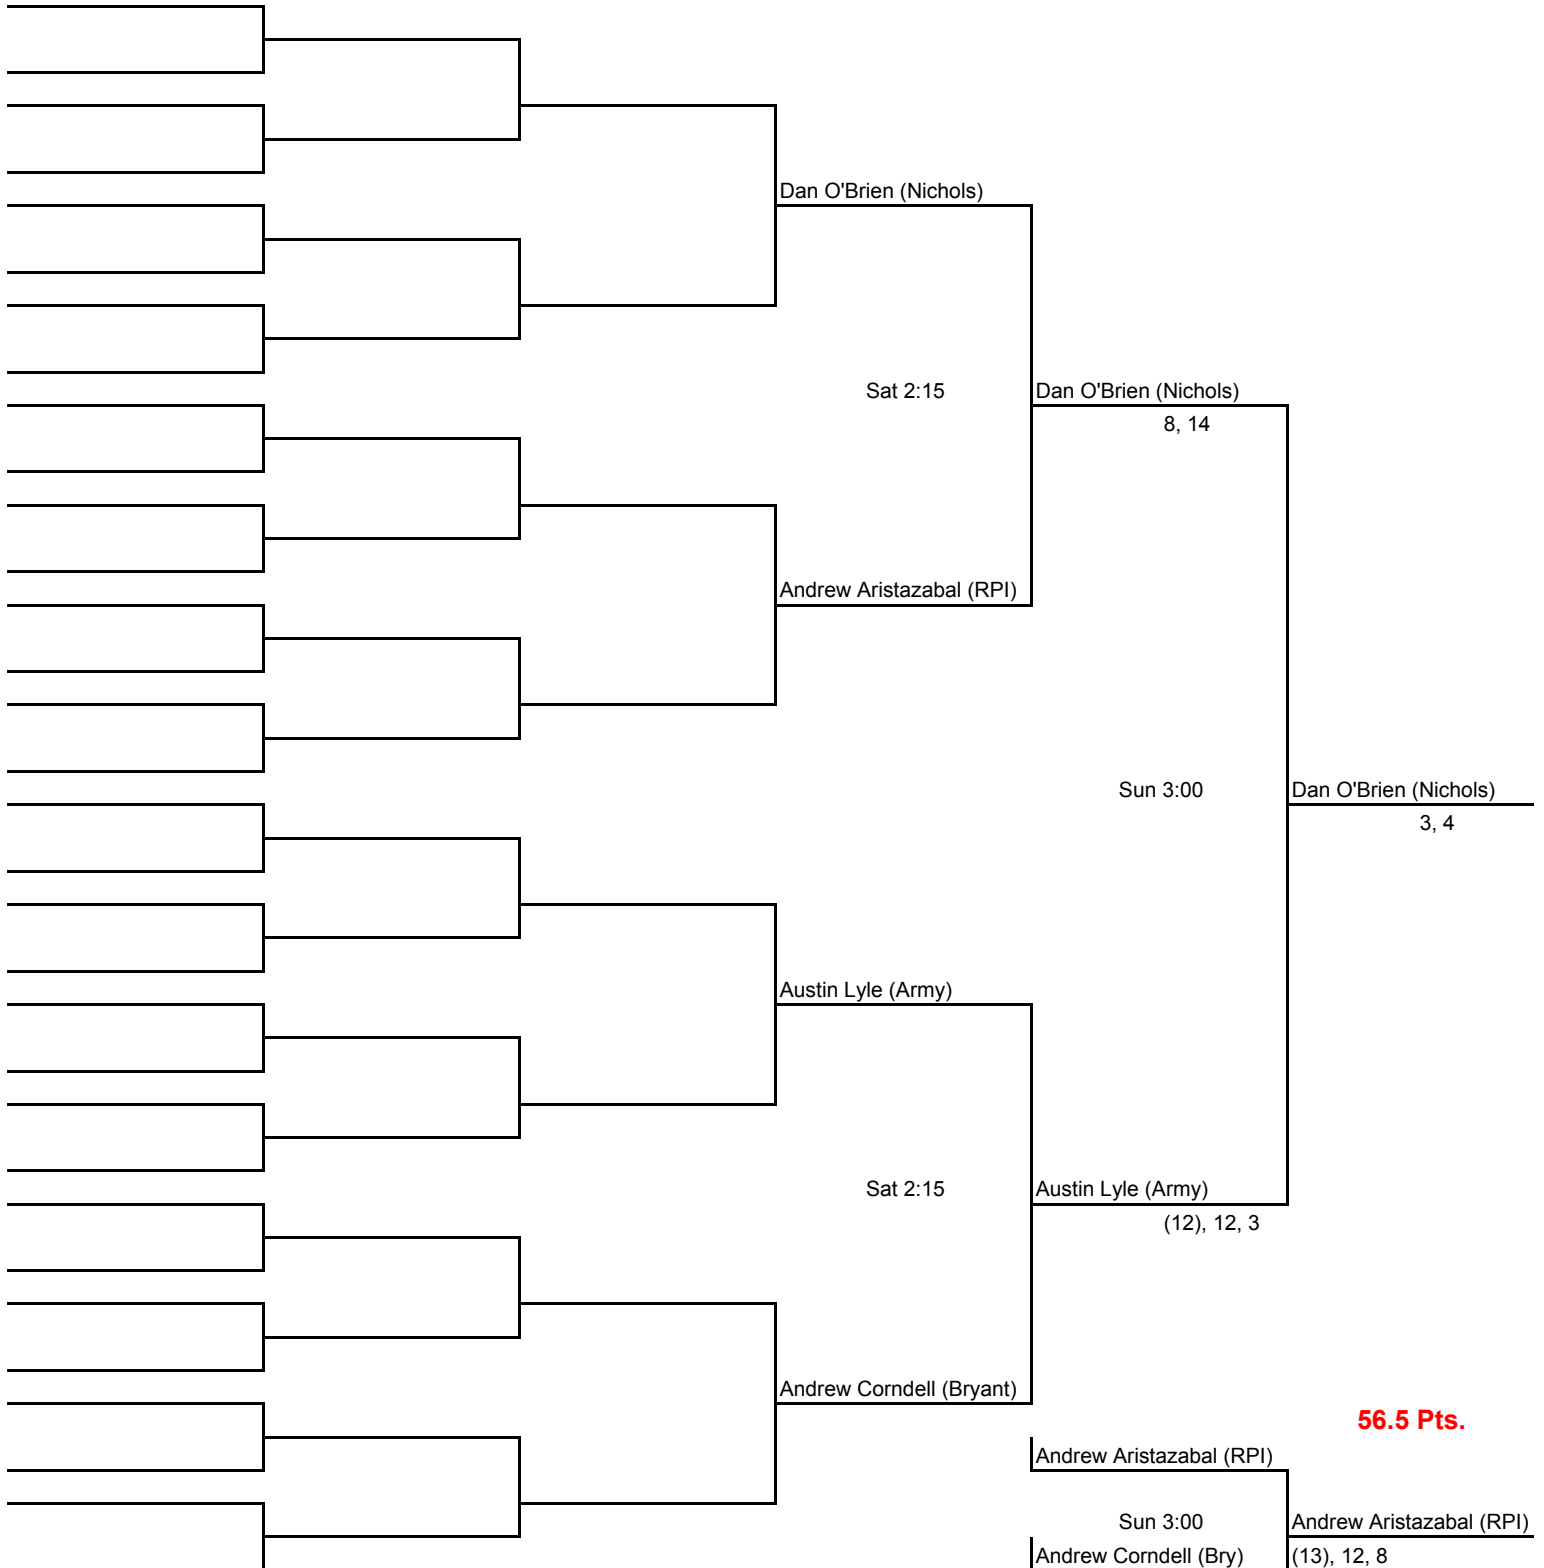 Dan O'Brien (Nichols)
Sat 2:15
Dan O'Brien (Nichols)
8, 14
Andrew Aristazabal (RPI)
Sun 3:00
Dan O'Brien (Nichols)
3, 4
Austin Lyle (Army)
Sat 2:15
Austin Lyle (Army)
(12), 12, 3
Andrew Corndell (Bryant)
56.5 Pts.
Andrew Aristazabal (RPI)
Sun 3:00
Andrew Aristazabal (RPI)
Andrew Corndell (Bry)
(13), 12, 8